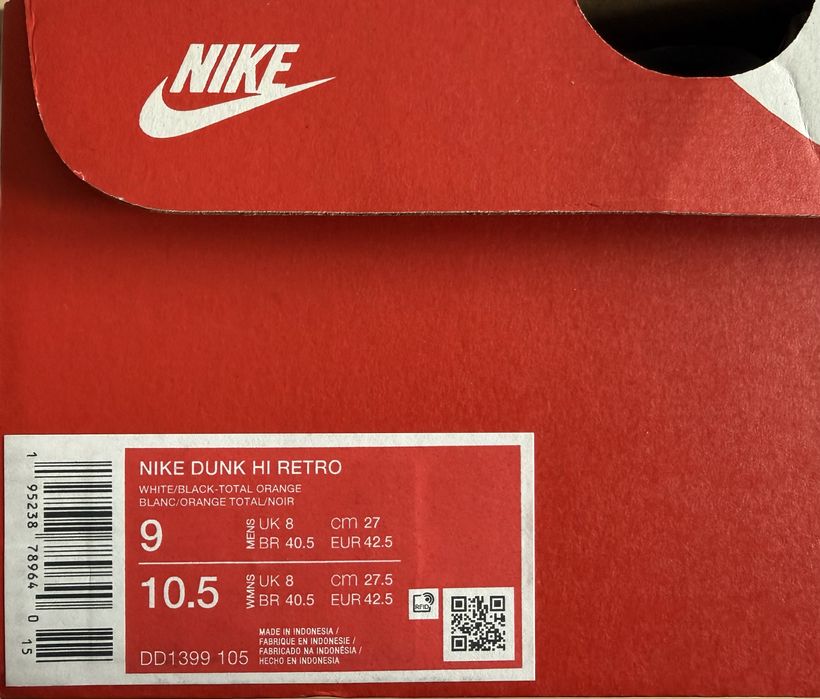 NIKE
NIKE DUNK HI RETRO
WHITE/BLACK-TOTAL ORANGE
BLANC/ORANGE TOTAL/NOIR
9 MENS UK 8 cm 27
BR 40.5 EUR 42.5
10.5 WMNS UK 8 cm 27.5
BR 40.5 EUR 42.5
RFID
MADE IN INDONESIA /
FABRIQUE EN INDONESIE /
FABRICADO NA INDONÉSIA /
HECHO EN INDONESIA
DD1399 105
1 95238 78964 0 15